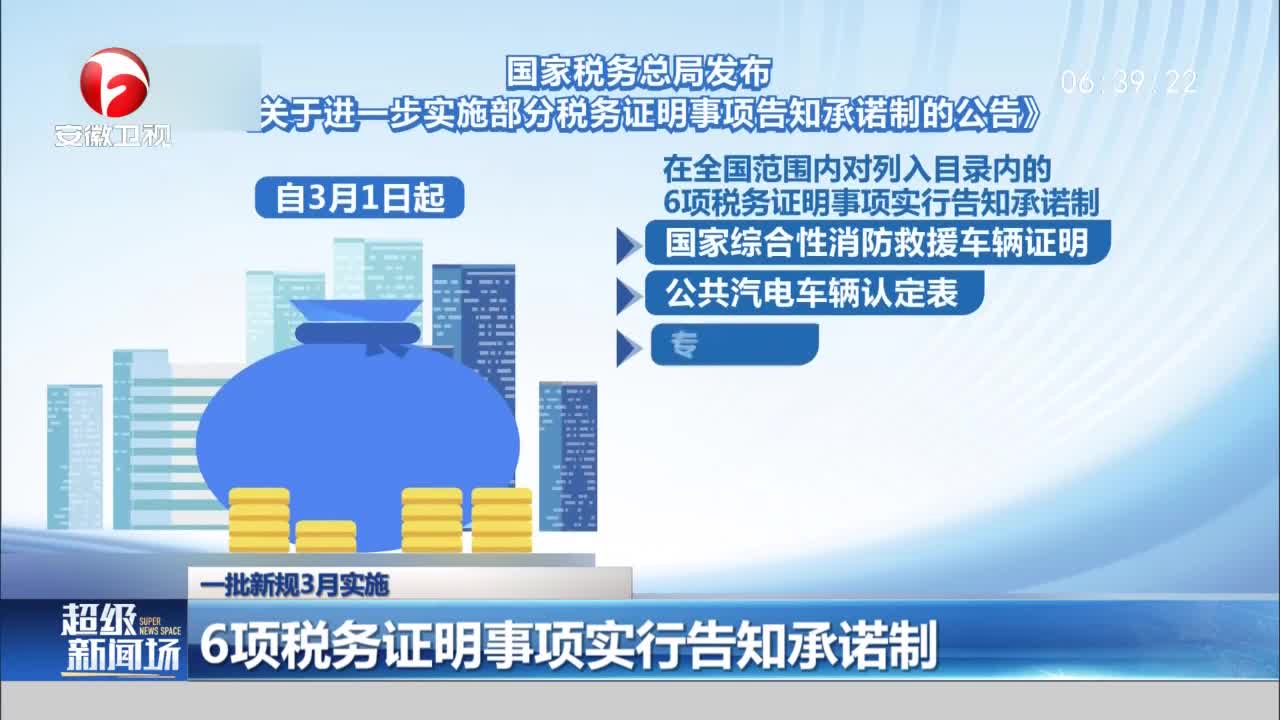 国家税务总局发布
关于进一步实施部分税务证明事项告知承诺制的公告》
06:39:22
安徽卫视
自3月1日起
在全国范围内对列入目录内的
6项税务证明事项实行告知承诺制
国家综合性消防救援车辆证明
公共汽电车辆认定表
专
一批新规3月实施
超级新闻场
SUPER
NEWS SPACE
6项税务证明事项实行告知承诺制